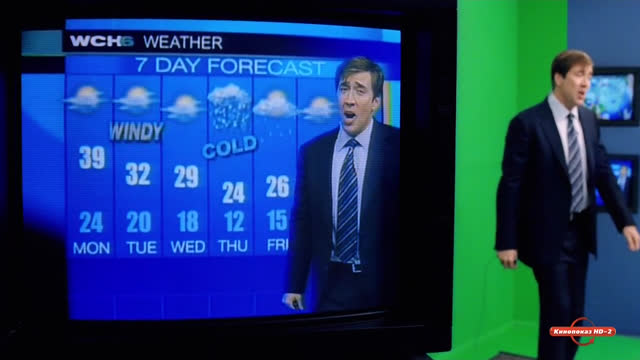 WCH6 WEATHER
7 DAY FORECAST
WINDY
COLD
39 32 29 24 26
24 20 18 12 15
MON TUE WED THU FRI
Кинопоказ HD-2